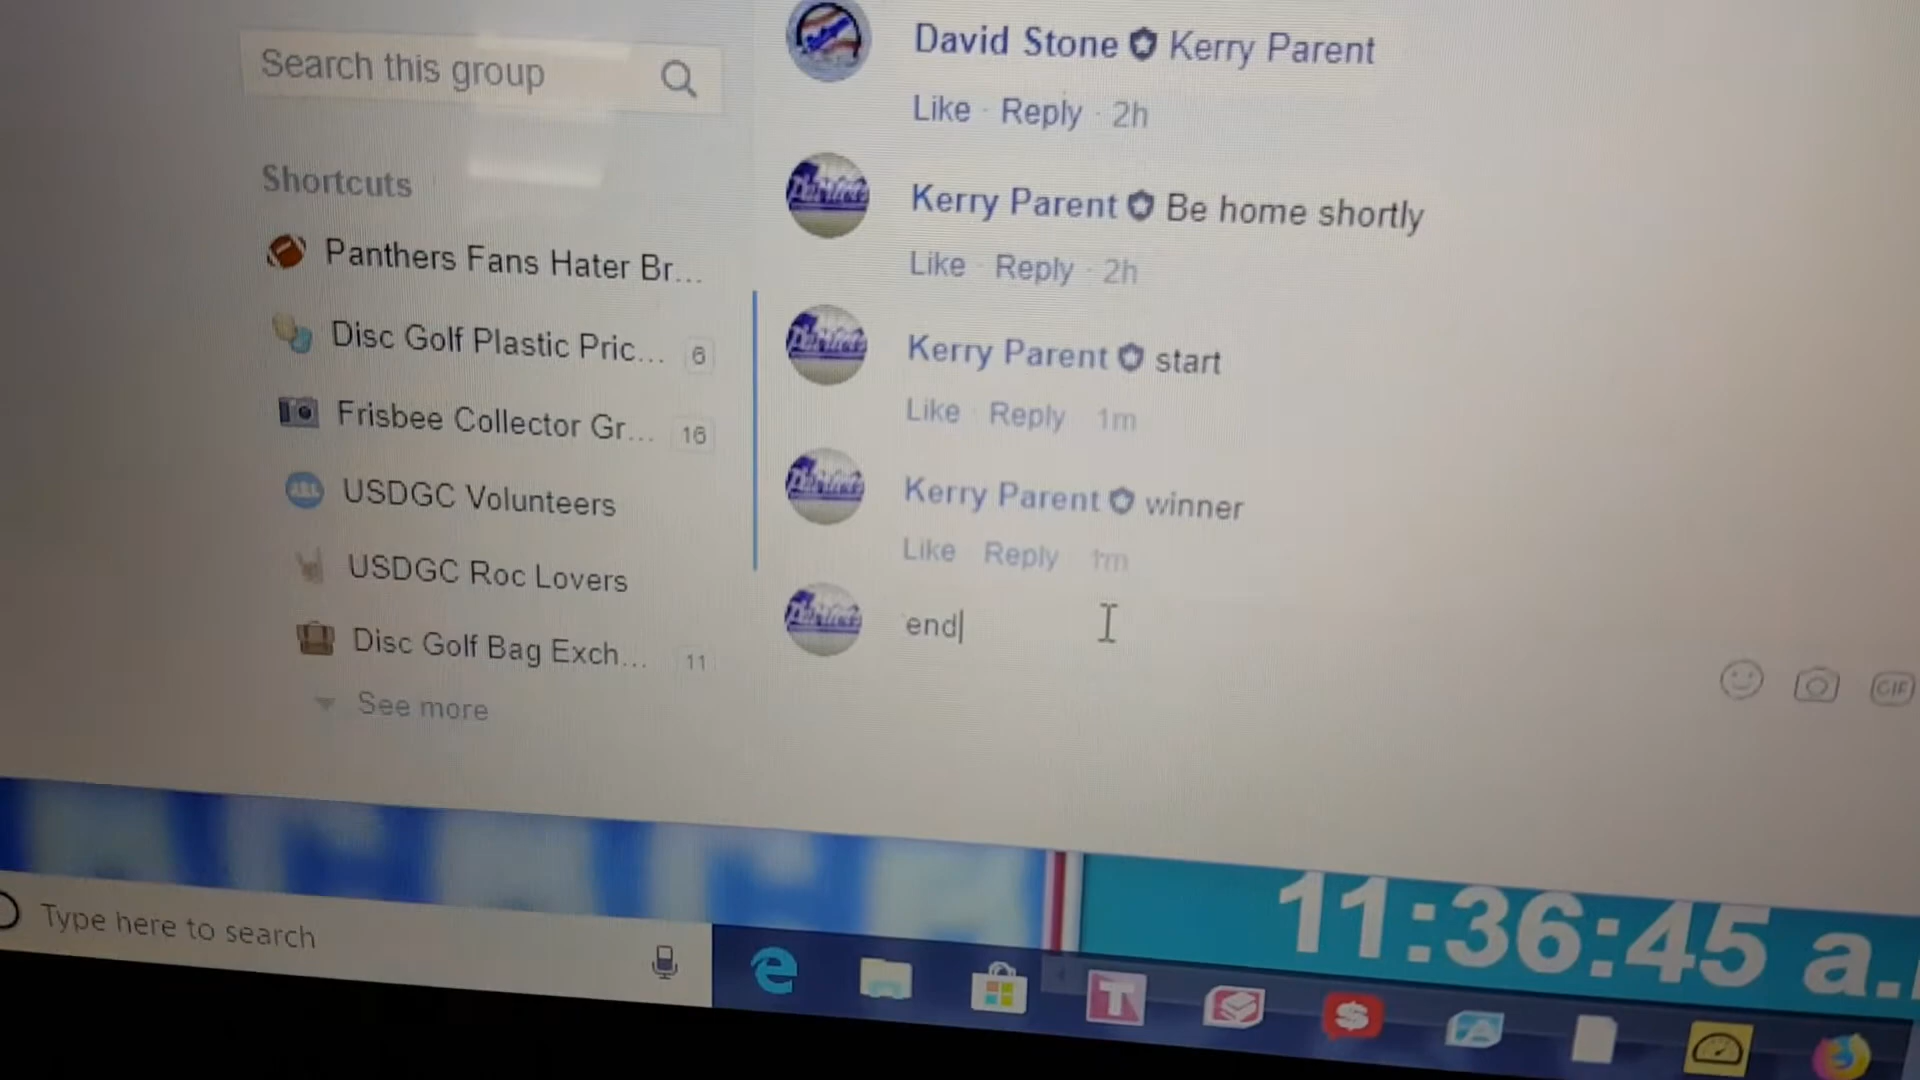 Search this group
Shortcuts
Panthers Fans Hater Br...
Disc Golf Plastic Pric... 6
Frisbee Collector Gr... 16
USDGC Volunteers
USDGC Roc Lovers
Disc Golf Bag Exch... 11
See more
David Stone Kerry Parent
Like · Reply · 2h
Kerry Parent Be home shortly
Like · Reply · 2h
Kerry Parent start
Like · Reply 1m
Kerry Parent winner
Like Reply 1m
end
GIF
11:36:45 a.
Type here to search
T
$